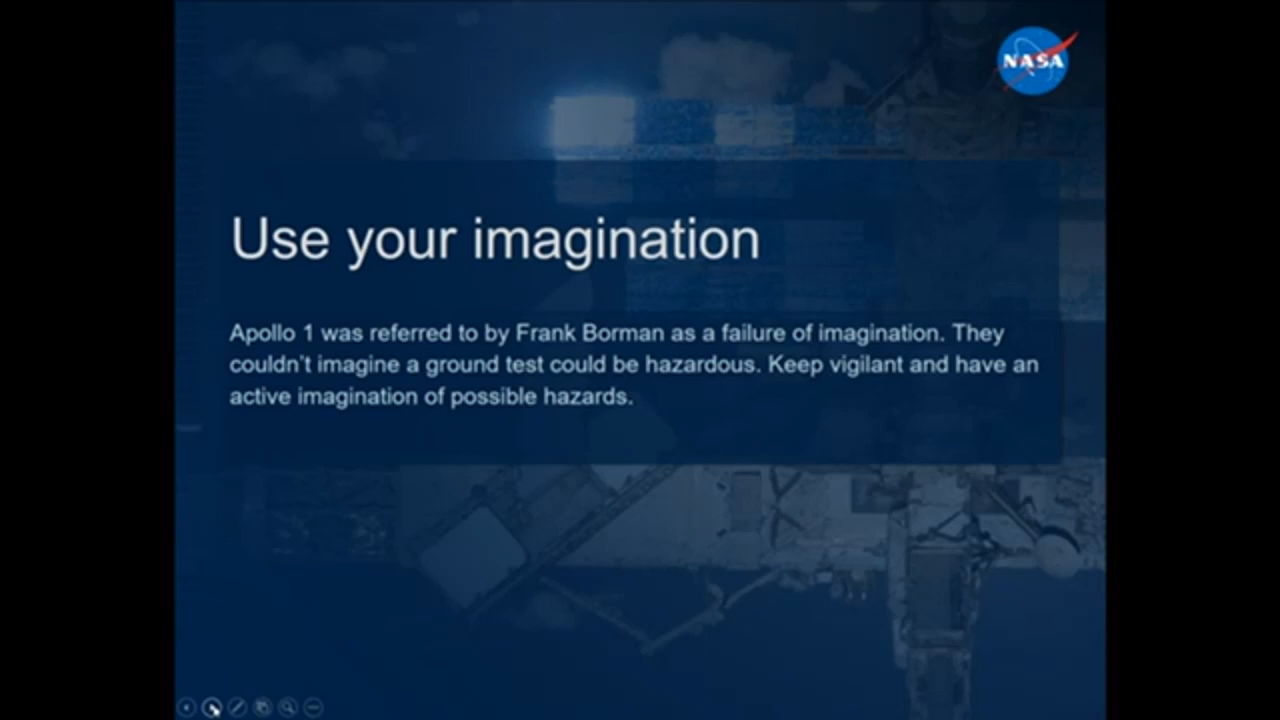 NASA
Use your imagination
Apollo 1 was referred to by Frank Borman as a failure of imagination. They
couldn't imagine a ground test could be hazardous. Keep vigilant and have an
active imagination of possible hazards.